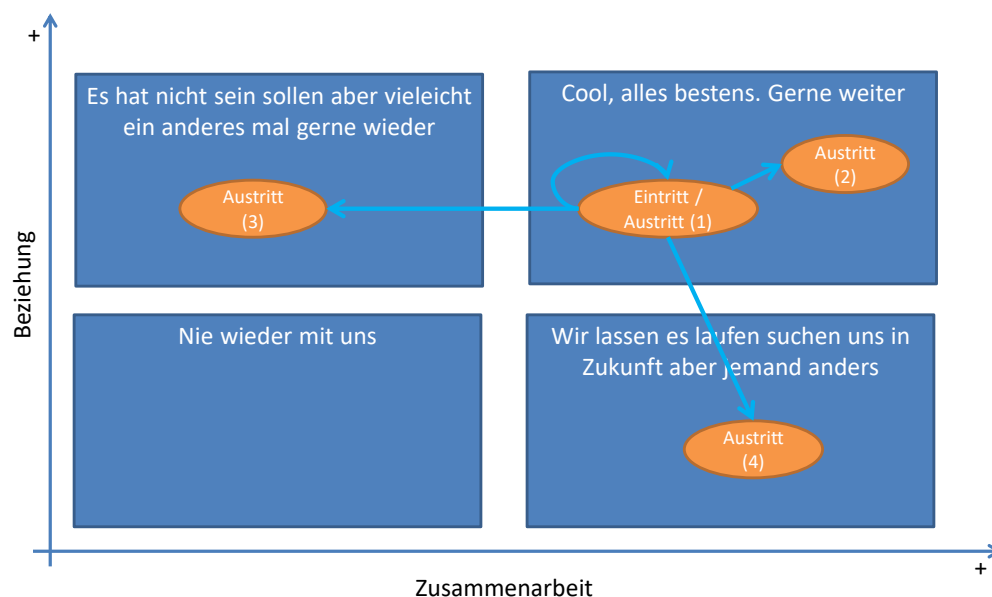 +
Es hat nicht sein sollen aber vieleicht
ein anderes mal gerne wieder
Austritt
(3)
Cool, alles bestens. Gerne weiter
Austritt
(2)
Eintritt /
Austritt (1)
Beziehung
Nie wieder mit uns
Wir lassen es laufen suchen uns in
Zukunft aber jemand anders
Austritt
(4)
+
Zusammenarbeit